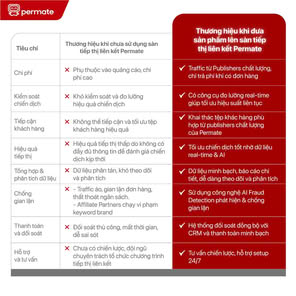 permate
Tiêu chí
Thương hiệu khi chưa sử dụng sàn
tiếp thị liên kết Permate
Thương hiệu khi đưa
sản phẩm lên sàn tiếp
thị liên kết Permate
Chi phí
Phụ thuộc vào quảng cáo, chi
phí cao
Traffic từ Publishers chất lượng,
chỉ trả phí khi có đơn hàng
Kiểm soát
chiến dịch
Khó kiểm soát và đo lường
hiệu quả chiến dịch
Có công cụ đo lường real-time
giúp tối ưu hiệu suất liên tục
Tiếp cận
khách hàng
Không thể tiếp cận và tối ưu tệp
khách hàng hiệu quả
Khai thác tệp khác hàng phù
hợp từ publishers chất lượng
của Permate
Hiệu quả
tiếp thị
Hiệu quả tiếp thị thấp do không có
đầy đủ thông tin để đánh giá chiến
dịch kịp thời
Tối ưu chiến dịch tốt nhờ dữ liệu
real-time & AI
Tổng hợp &
phân tích dữ liệu
Dữ liệu phân tán, khó theo dõi
và phân tích
Dữ liệu minh bạch, báo cáo chi
tiết, dễ dàng theo dõi và phân tích
Chống
gian lận
- Traffic ảo, gian lận đơn hàng,
thất thoát ngân sách.
- Affiliate Partners chạy vi phạm
keyword brand
Sử dụng công nghệ AI Fraud
Detection phát hiện & chống
gian lận
Thanh toán
và đối soát
Đối soát thủ công, mất thời gian,
dễ sai sót
Hệ thống đối soát đồng bộ với
CRM và thanh toán minh bạch
Hỗ trợ
và tư vấn
Chưa có chiến lược, đội ngũ
chuyên trách tổ chức chương trình
tiếp thị liên kết
Tư vấn chiến lược, hỗ trợ setup
24/7